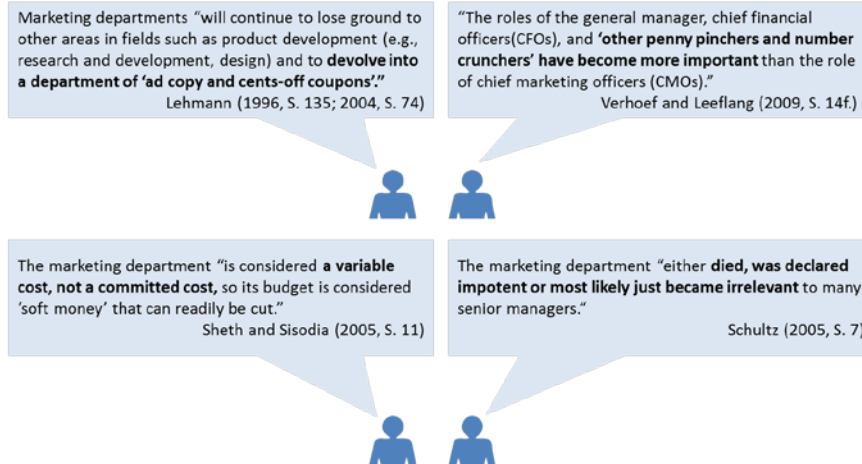 Marketing departments “will continue to lose ground to
other areas in fields such as product development (e.g.,
research and development, design) and to devolve into
a department of ‘ad copy and cents-off coupons’.”
Lehmann (1996, S. 135; 2004, S. 74)
“The roles of the general manager, chief financial
officers(CFOs), and ‘other penny pinchers and number
crunchers’ have become more important than the role
of chief marketing officers (CMOs).”
Verhoef and Leeflang (2009, S. 14f.)
The marketing department “is considered a variable
cost, not a committed cost, so its budget is considered
‘soft money’ that can readily be cut.”
Sheth and Sisodia (2005, S. 11)
The marketing department “either died, was declared
impotent or most likely just became irrelevant to many
senior managers.“
Schultz (2005, S. 7)